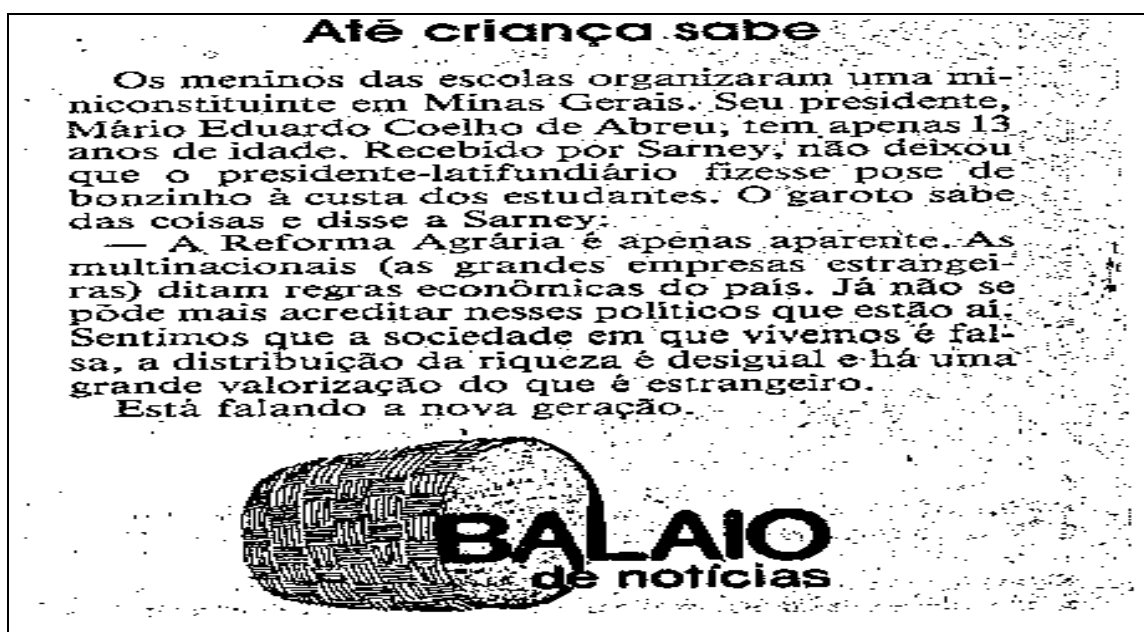 Até criança sabe
Os meninos das escolas organizaram uma mi-
niconstituinte em Minas Gerais. Seu presidente,
Mário Eduardo Coelho de Abreu, tem apenas 13
anos de idade. Recebido por Sarney, não deixou
que o presidente-latifundiário fizesse pose de
bonzinho à custa dos estudantes. O garoto sabe
das coisas e disse a Sarney:
— A Reforma Agrária é apenas aparente. As
multinacionais (as grandes empresas estrangei-
ras) ditam regras econômicas do país. Já não se
pôde mais acreditar nesses políticos que estão aí.
Sentimos que a sociedade em que vivemos é fal-
sa, a distribuição da riqueza é desigual e há uma
grande valorização do que é estrangeiro.
Está falando a nova geração.
BALAIO
de notícias